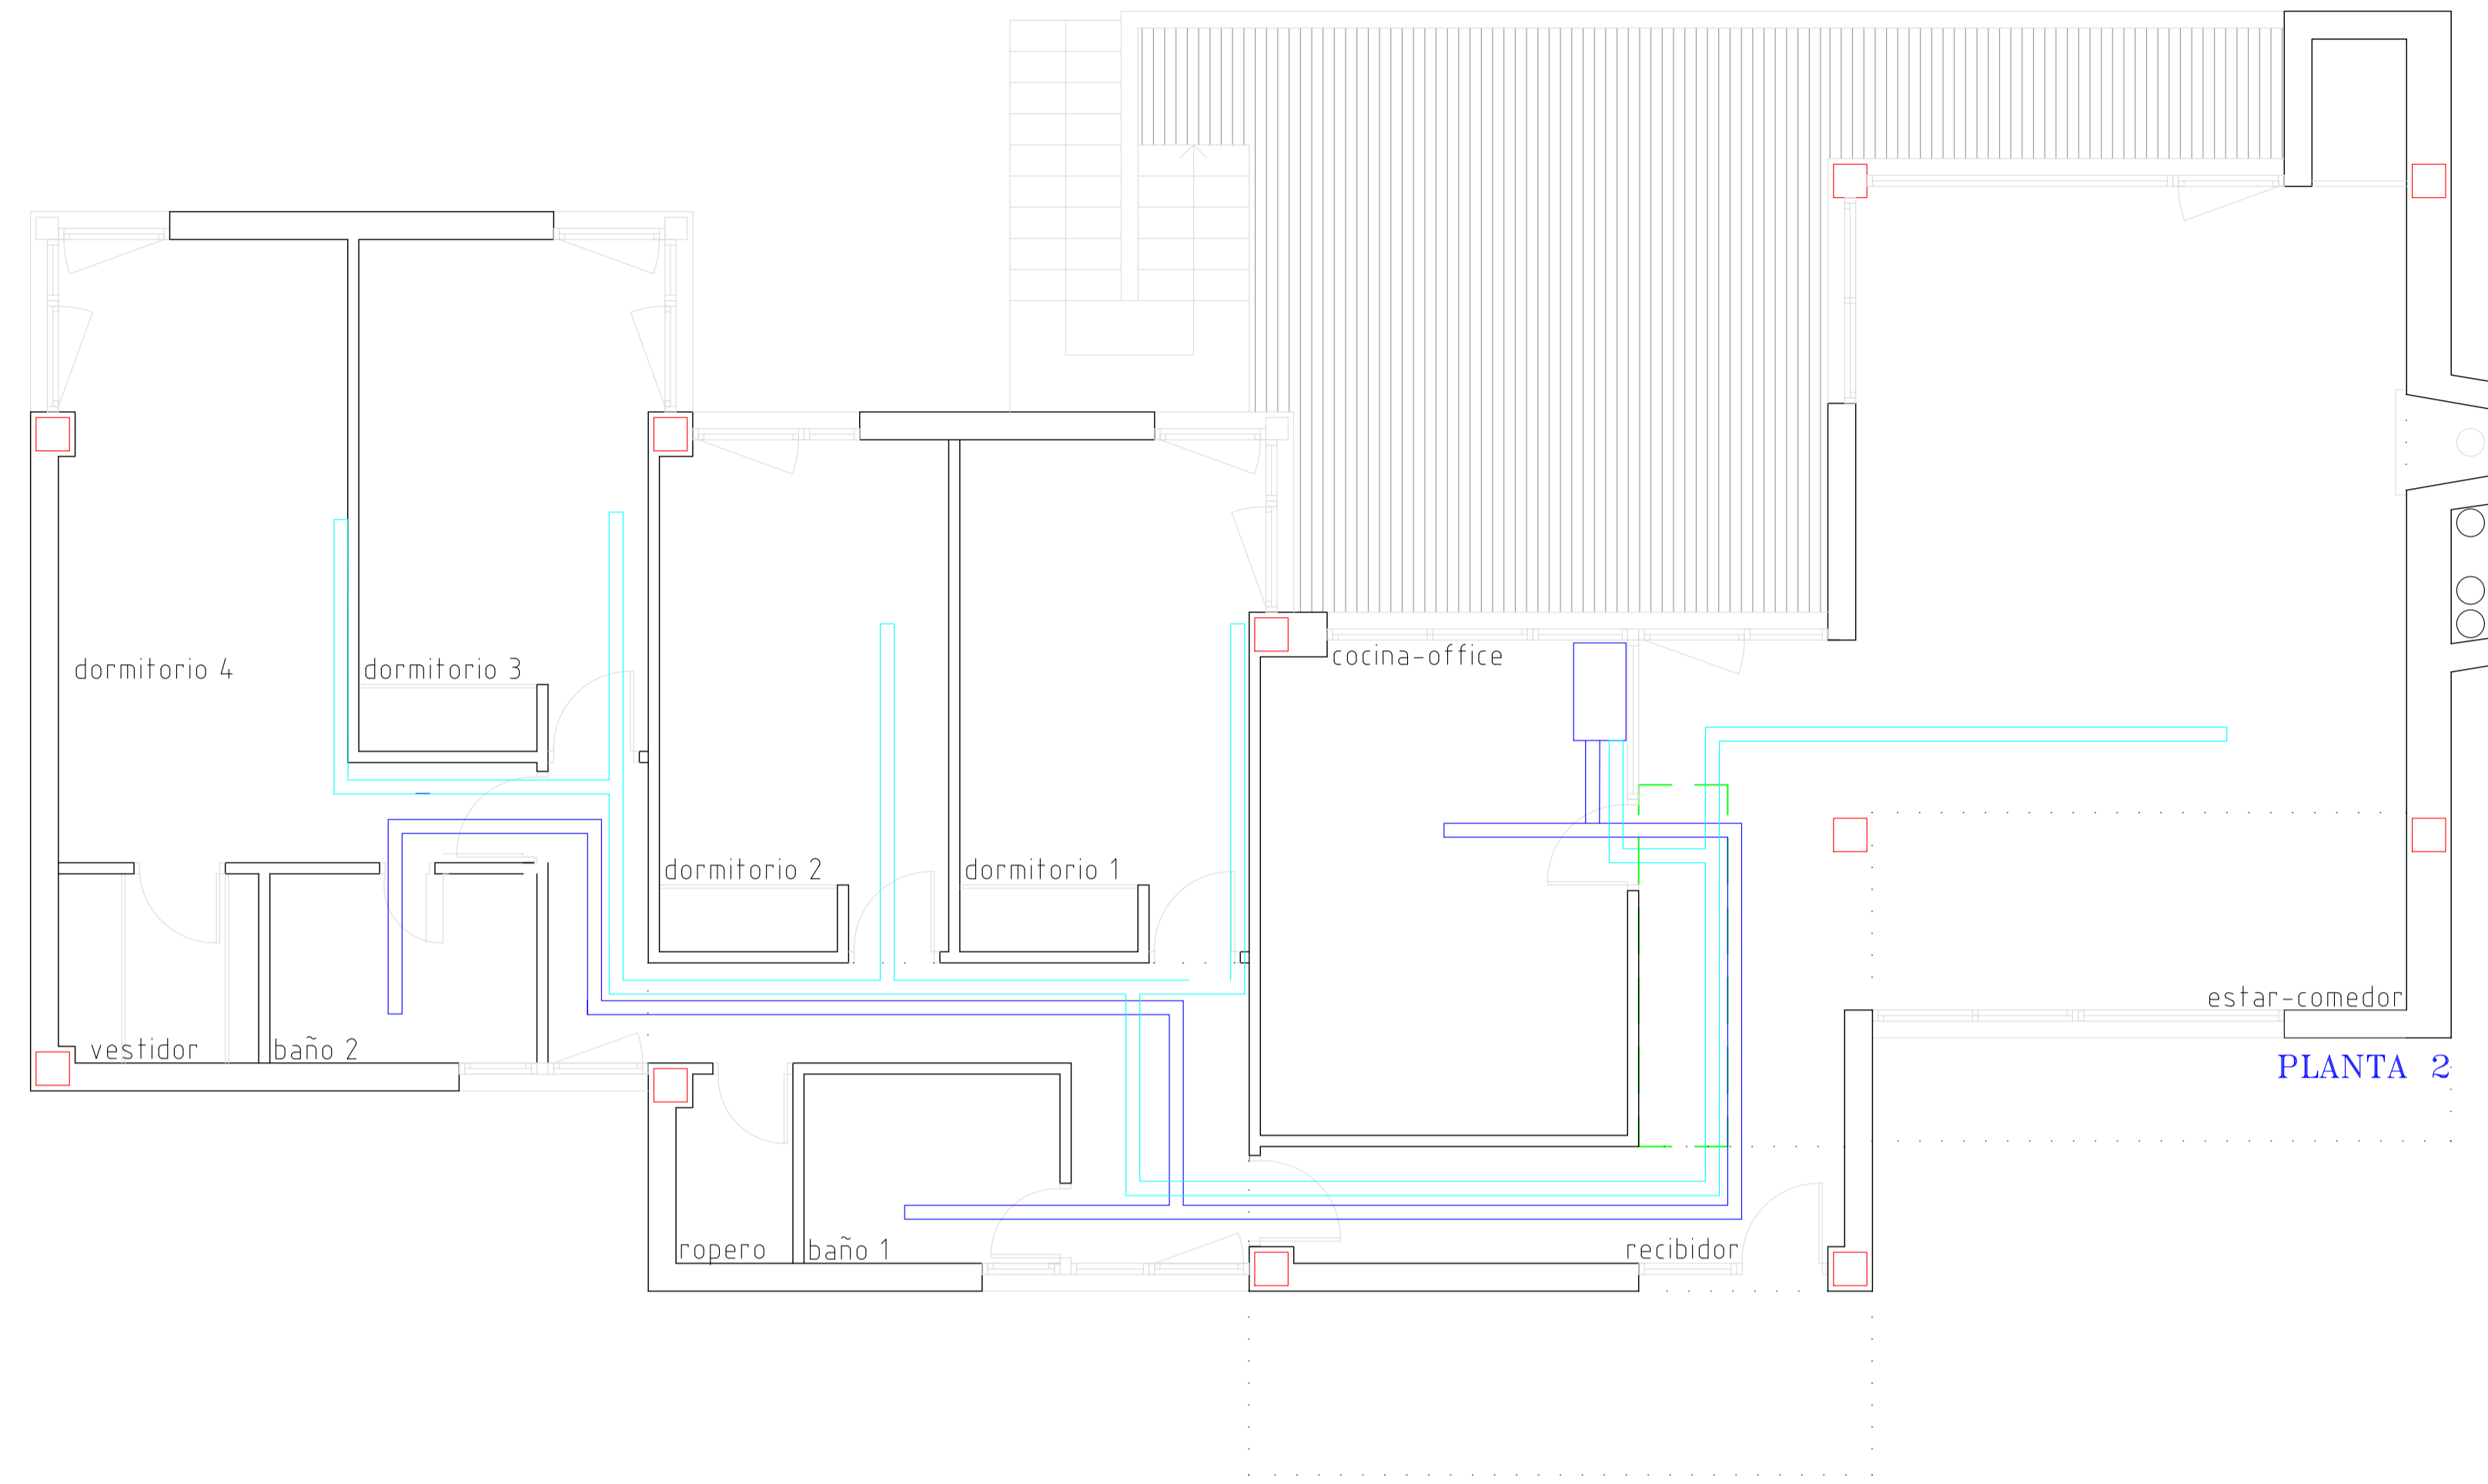 cocina-office
dormitorio 4
dormitorio 3
dormitorio 2
dormitorio 1
estar-comedor
vestidor
baño 2
PLANTA 2
ropero
baño 1
recibidor